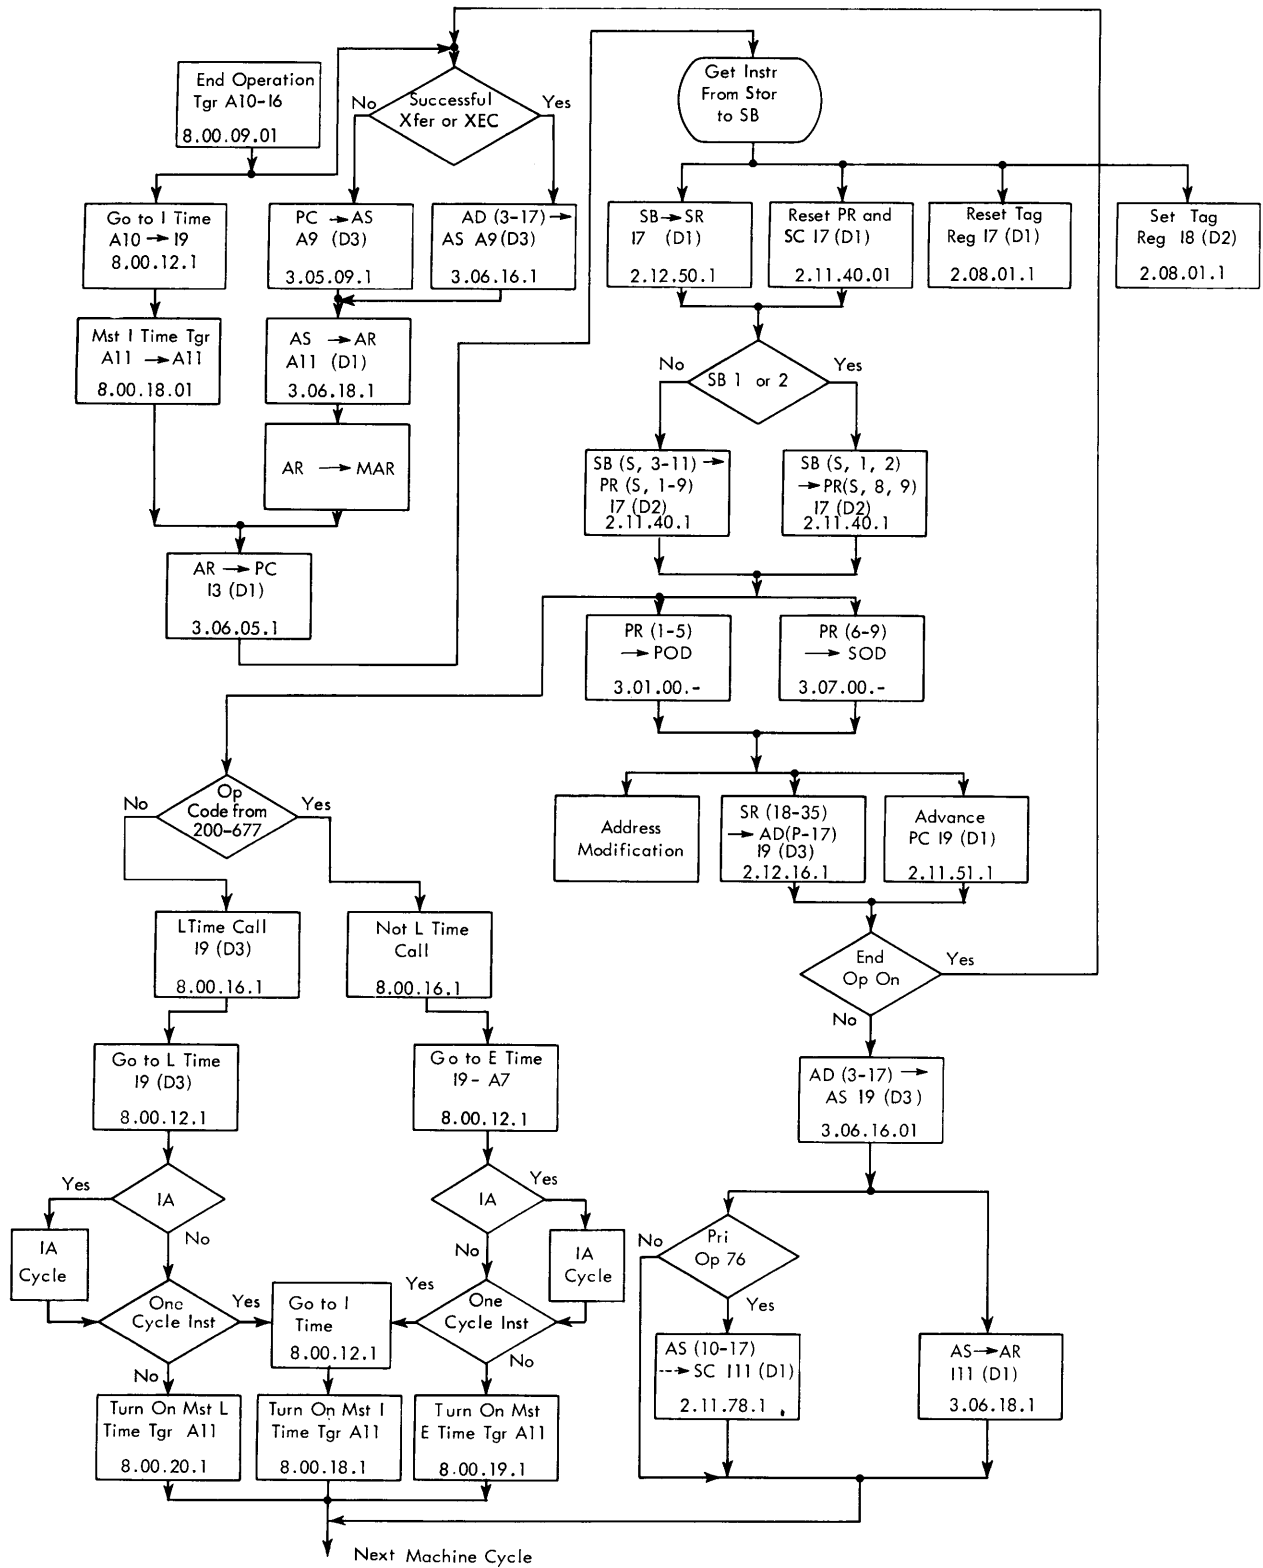 End Operation
Tgr A10-I6
8.00.09.01
No
Successful
Xfer or XEC
Yes
Get Instr
From Stor
to SB
Go to I Time
A10 → I9
8.00.12.1
PC → AS
A9 (D3)
3.05.09.1
AD (3-17) →
AS A9 (D3)
3.06.16.1
SB → SR
I7 (D1)
2.12.50.1
Reset PR and
SC I7 (D1)
2.11.40.01
Reset Tag
Reg I7 (D1)
2.08.01.1
Set Tag
Reg I8 (D2)
2.08.01.1
Mst I Time Tgr
A11 → A11
8.00.18.01
AS → AR
A11 (D1)
3.06.18.1
No
SB 1 or 2
Yes
AR → MAR
SB (S, 3-11) →
PR (S, 1-9)
I7 (D2)
2.11.40.1
SB (S, 1, 2)
→ PR(S, 8, 9)
I7 (D2)
2.11.40.1
AR → PC
I3 (D1)
3.06.05.1
PR (1-5)
→ POD
3.01.00.-
PR (6-9)
→ SOD
3.07.00.-
No
Op
Code from
200-677
Yes
Address
Modification
SR (18-35)
→ AD(P-17)
I9 (D3)
2.12.16.1
Advance
PC I9 (D1)
2.11.51.1
LTime Call
I9 (D3)
8.00.16.1
Not L Time
Call
8.00.16.1
End
Op On
Yes
No
Go to L Time
I9 (D3)
8.00.12.1
Go to E Time
I9 - A7
8.00.12.1
AD (3-17) →
AS I9 (D3)
3.06.16.01
Yes
IA
No
IA
Yes
No
IA
Cycle
IA
Cycle
No
Pri
Op 76
Yes
One
Cycle Inst
Yes
No
Go to I
Time
8.00.12.1
Yes
One
Cycle Inst
No
AS (10-17)
---→ SC I11 (D1)
2.11.78.1
AS → AR
I11 (D1)
3.06.18.1
Turn On Mst L
Time Tgr A11
8.00.20.1
Turn On Mst I
Time Tgr A11
8.00.18.1
Turn On Mst
E Time Tgr A11
8.00.19.1
Next Machine Cycle